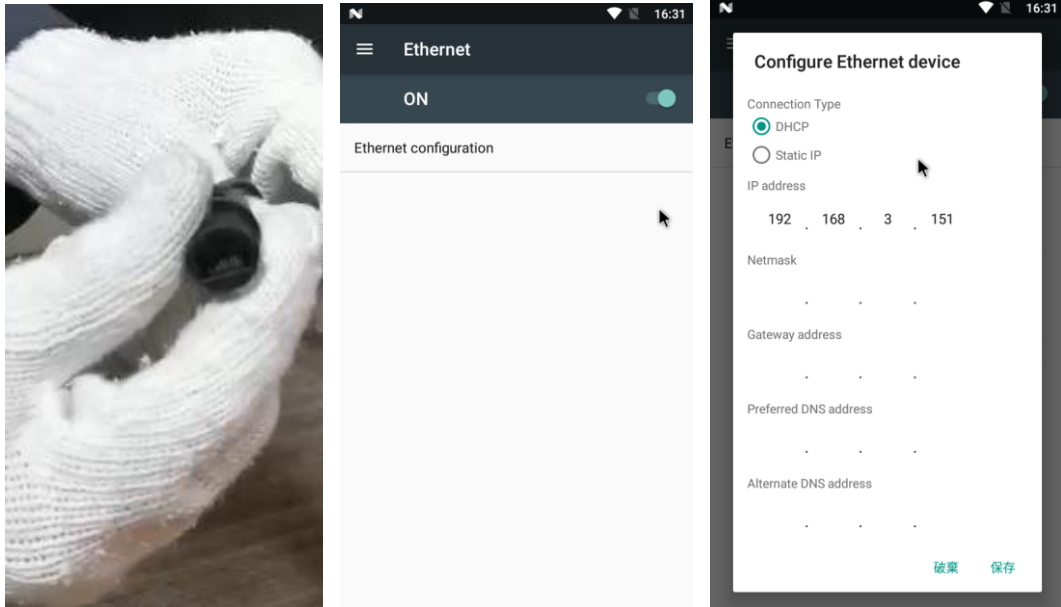 16:31
Ethernet
ON
Ethernet configuration
16:31
Configure Ethernet device
Connection Type
DHCP
Static IP
IP address
192 . 168 . 3 . 151
Netmask
. . .
Gateway address
. . .
Preferred DNS address
. . .
Alternate DNS address
. . .
破棄 保存